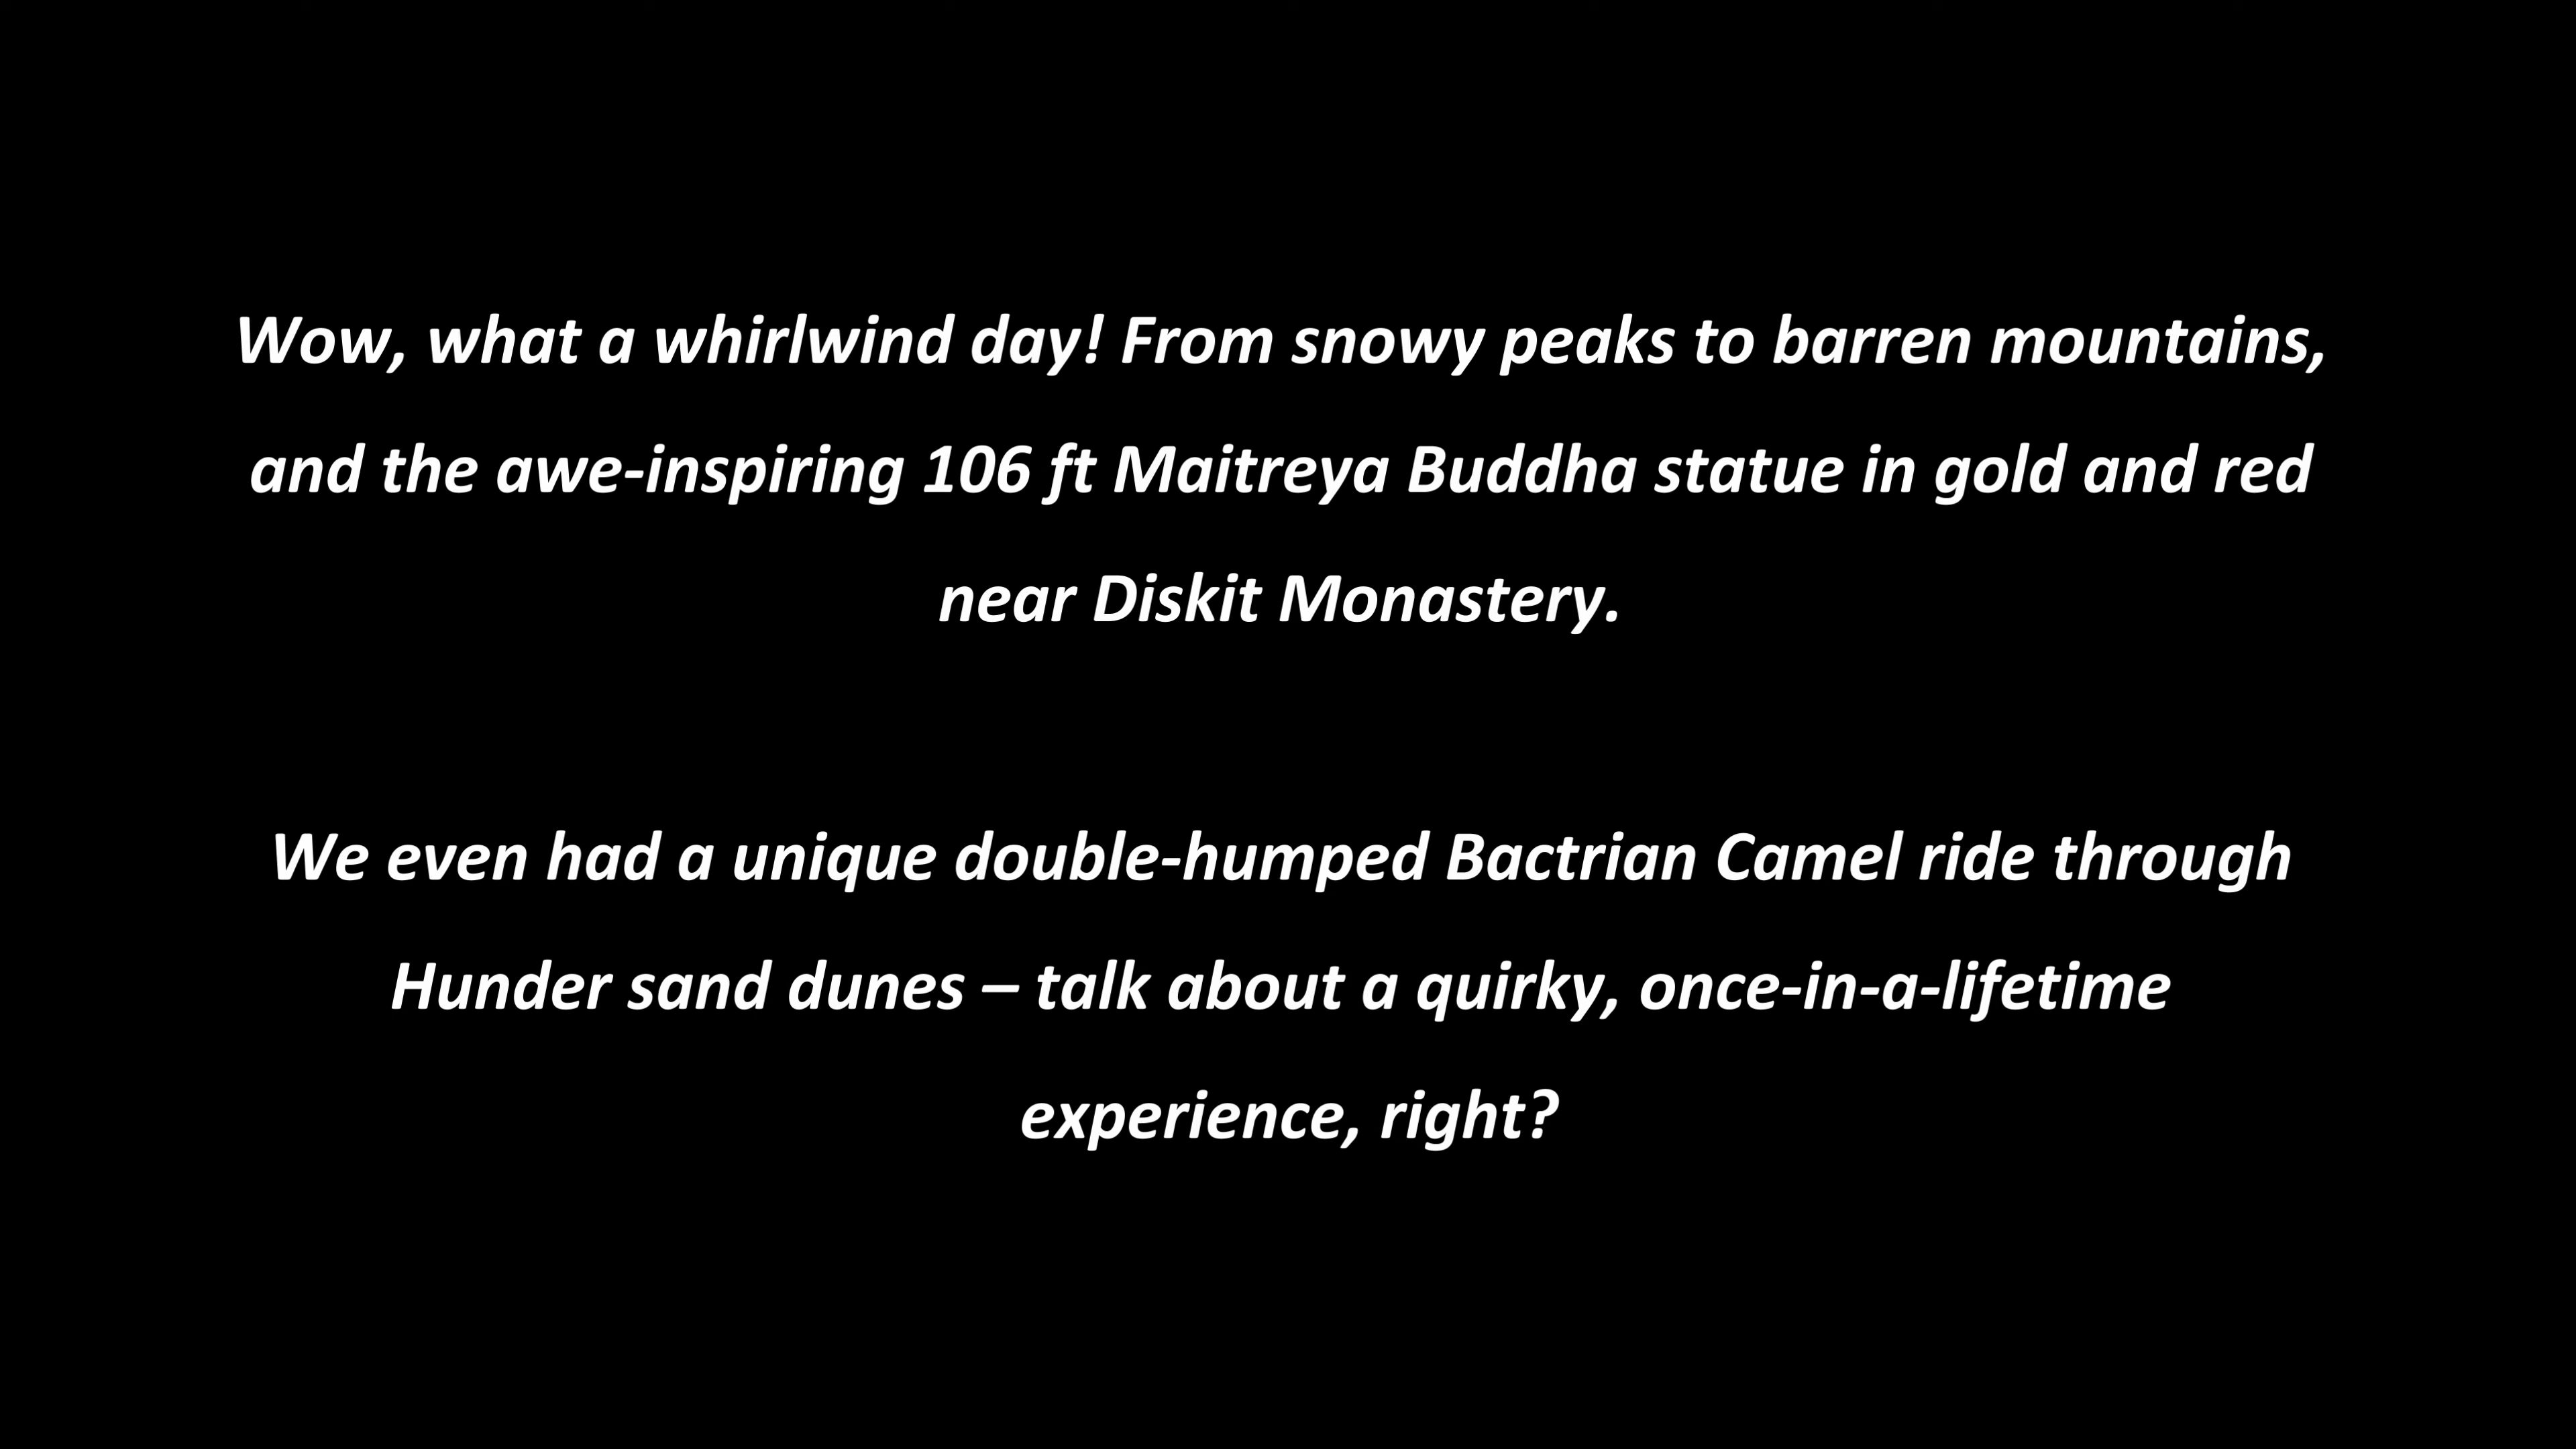 Wow, what a whirlwind day! From snowy peaks to barren mountains,
and the awe-inspiring 106 ft Maitreya Buddha statue in gold and red
near Diskit Monastery.
We even had a unique double-humped Bactrian Camel ride through
Hunder sand dunes – talk about a quirky, once-in-a-lifetime
experience, right?